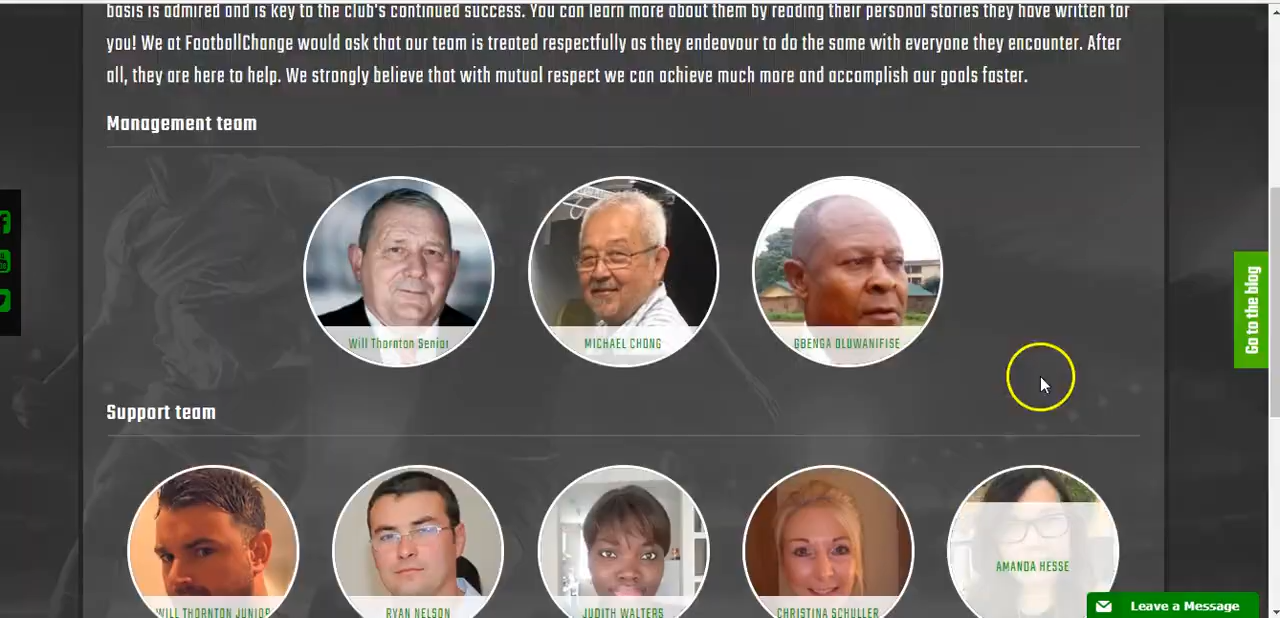 basis is admired and is key to the club's continued success. You can learn more about them by reading their personal stories they have written for
you! We at FootballChange would ask that our team is treated respectfully as they endeavour to do the same with everyone they encounter. After
all, they are here to help. We strongly believe that with mutual respect we can achieve much more and accomplish our goals faster.
Management team
Will Thornton Senior
MICHAEL CHONG
GBENGA OLUWANIFISE
Go to the blog
Support team
WILL THORNTON JUNIOR
RYAN NELSON
JUDITH WALTERS
CHRISTINA SCHULLER
AMANDA HESSE
Leave a Message